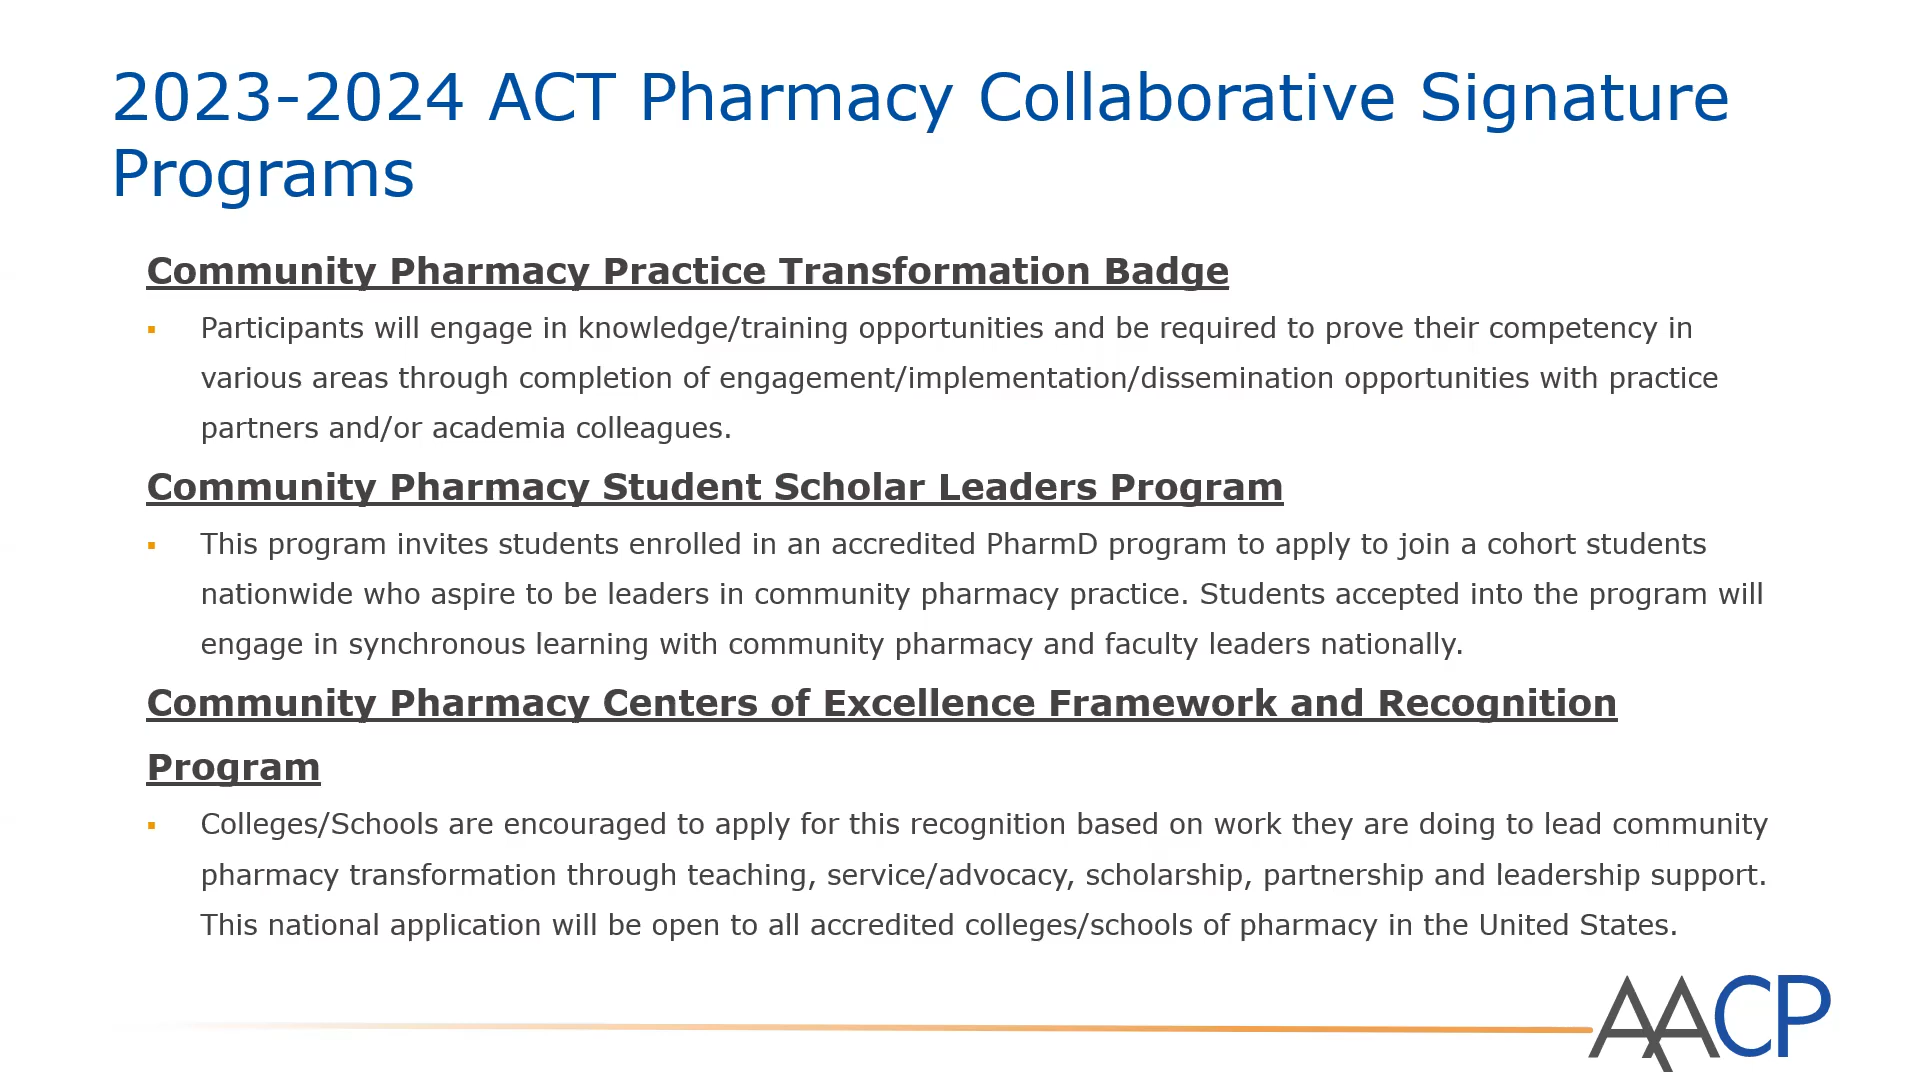 2023-2024 ACT Pharmacy Collaborative Signature
Programs
Community Pharmacy Practice Transformation Badge
▪ Participants will engage in knowledge/training opportunities and be required to prove their competency in
various areas through completion of engagement/implementation/dissemination opportunities with practice
partners and/or academia colleagues.
Community Pharmacy Student Scholar Leaders Program
▪ This program invites students enrolled in an accredited PharmD program to apply to join a cohort students
nationwide who aspire to be leaders in community pharmacy practice. Students accepted into the program will
engage in synchronous learning with community pharmacy and faculty leaders nationally.
Community Pharmacy Centers of Excellence Framework and Recognition
Program
▪ Colleges/Schools are encouraged to apply for this recognition based on work they are doing to lead community
pharmacy transformation through teaching, service/advocacy, scholarship, partnership and leadership support.
This national application will be open to all accredited colleges/schools of pharmacy in the United States.
AACP